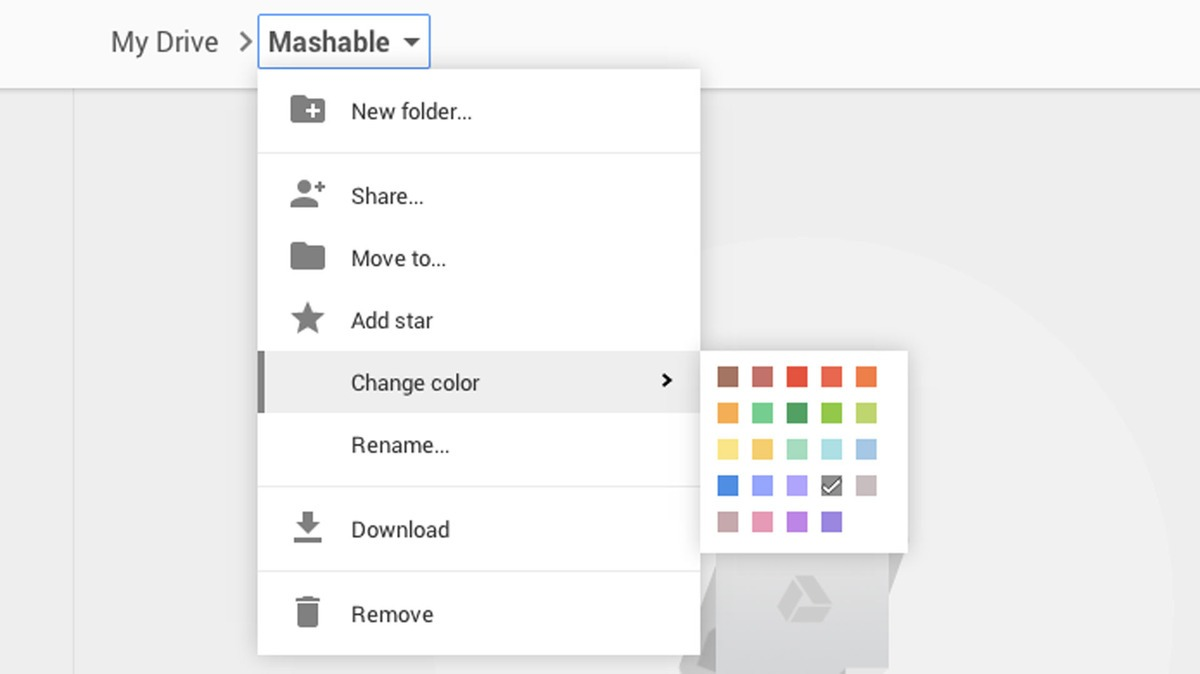 My Drive > Mashable
New folder...
Share...
Move to...
Add star
Change color
Rename...
Download
Remove